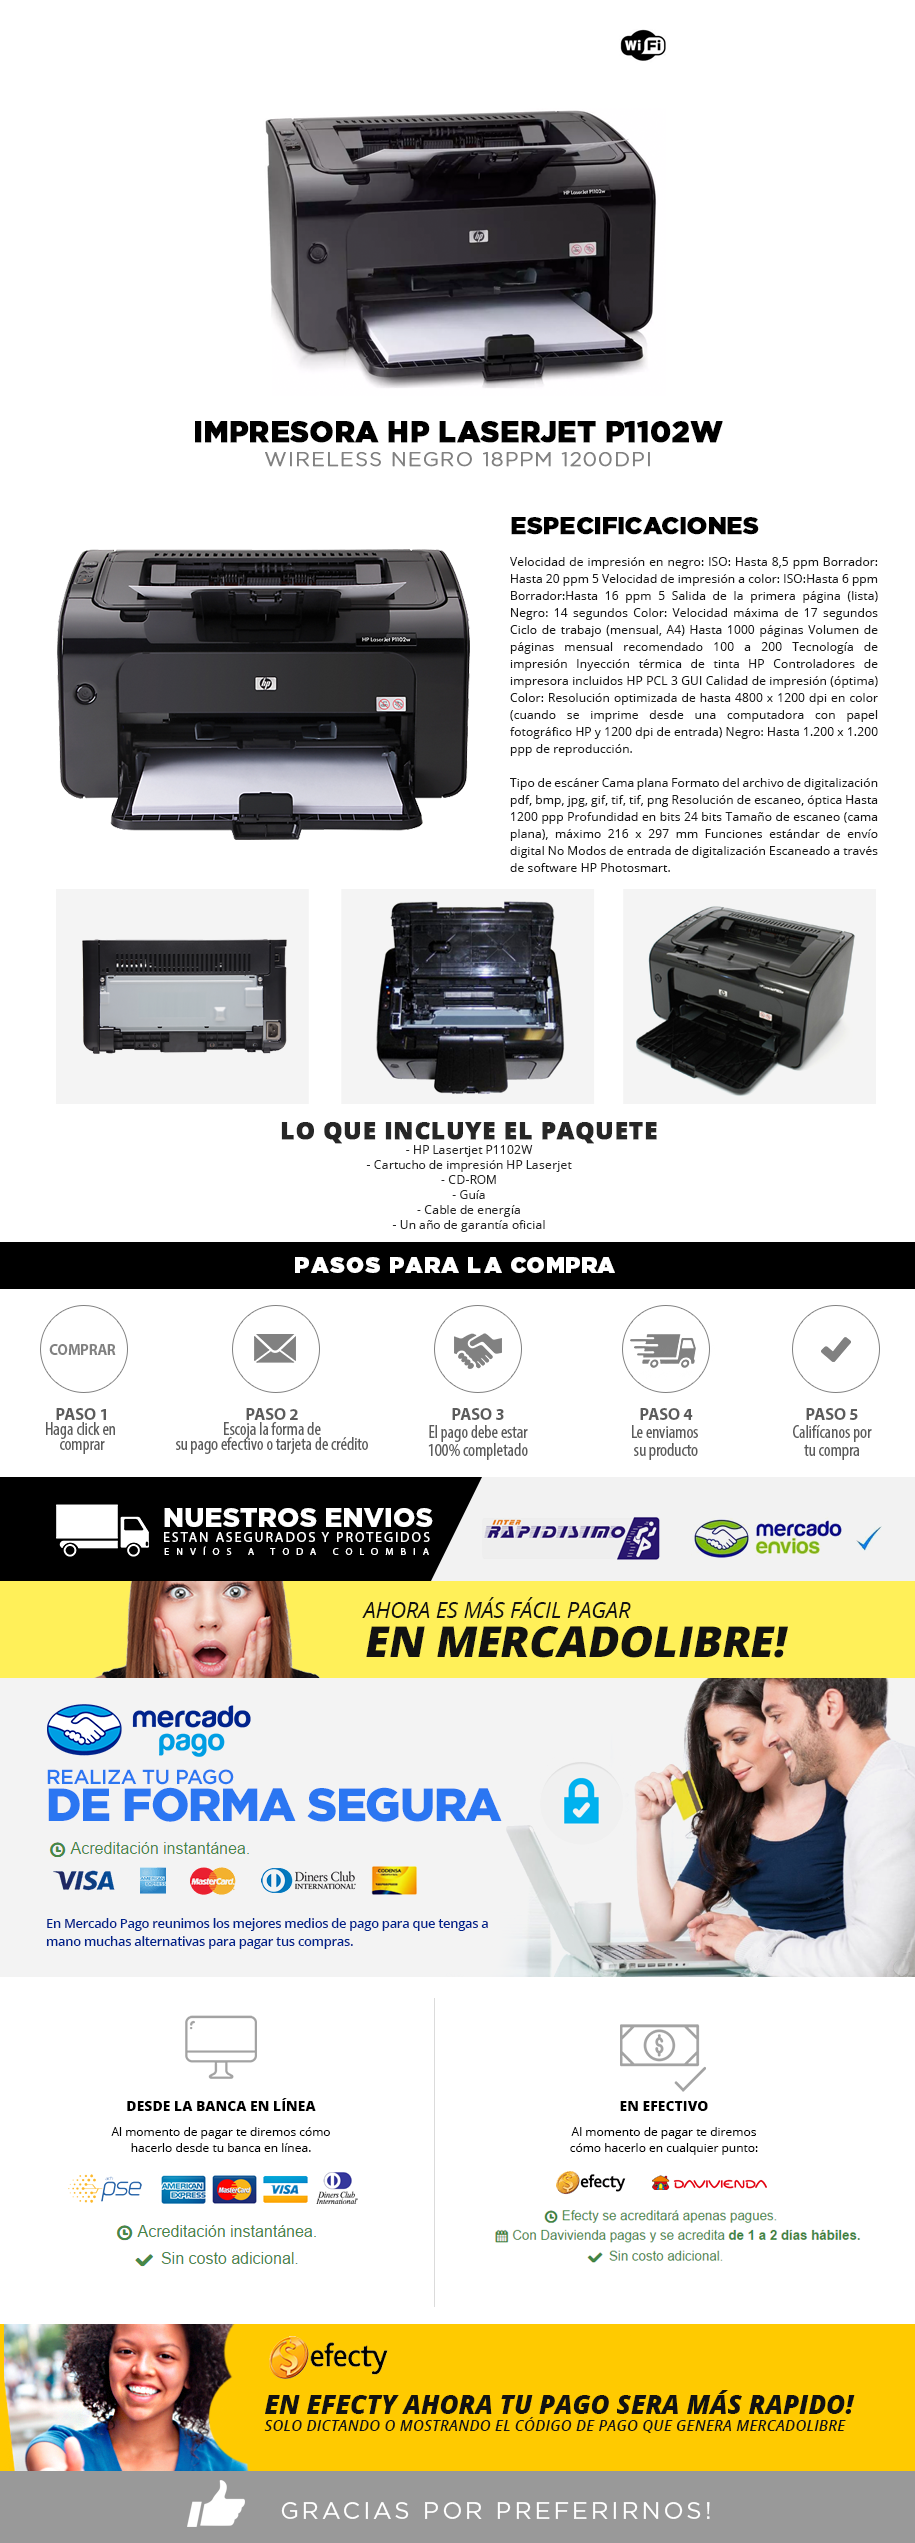 WiFi
HP LaserJet P1102w
hp
IMPRESORA HP LASERJET P1102W
WIRELESS NEGRO 18PPM 1200DPI
ESPECIFICACIONES
Velocidad de impresión en negro: ISO: Hasta 8,5 ppm Borrador:
Hasta 20 ppm 5 Velocidad de impresión a color: ISO:Hasta 6 ppm
Borrador:Hasta 16 ppm 5 Salida de la primera página (lista)
Negro: 14 segundos Color: Velocidad máxima de 17 segundos
Ciclo de trabajo (mensual, A4) Hasta 1000 páginas Volumen de
páginas mensual recomendado 100 a 200 Tecnología de
impresión Inyección térmica de tinta HP Controladores de
impresora incluidos HP PCL 3 GUI Calidad de impresión (óptima)
Color: Resolución optimizada de hasta 4800 x 1200 dpi en color
(cuando se imprime desde una computadora con papel
fotográfico HP y 1200 dpi de entrada) Negro: Hasta 1.200 x 1.200
ppp de reproducción.
Tipo de escáner Cama plana Formato del archivo de digitalización
pdf, bmp, jpg, gif, tif, tif, png Resolución de escaneo, óptica Hasta
1200 ppp Profundidad en bits 24 bits Tamaño de escaneo (cama
plana), máximo 216 x 297 mm Funciones estándar de envío
digital No Modos de entrada de digitalización Escaneado a través
de software HP Photosmart.
HP LaserJet P1102w
hp
LO QUE INCLUYE EL PAQUETE
- HP Lasertjet P1102W
- Cartucho de impresión HP Laserjet
- CD-ROM
- Guía
- Cable de energía
- Un año de garantía oficial
PASOS PARA LA COMPRA
COMPRAR
PASO 1
Haga click en
comprar
PASO 2
Escoja la forma de
su pago efectivo o tarjeta de crédito
PASO 3
El pago debe estar
100% completado
PASO 4
Le enviamos
su producto
PASO 5
Califícanos por
tu compra
NUESTROS ENVIOS
ESTAN ASEGURADOS Y PROTEGIDOS
ENVÍOS A TODA COLOMBIA
INTER
RAPIDISIMO
mercado
envios
AHORA ES MÁS FÁCIL PAGAR
EN MERCADOLIBRE!
mercado
pago
REALIZA TU PAGO
DE FORMA SEGURA
Acreditación instantánea.
VISA
AMERICAN EXPRESS
MasterCard
Diners Club
INTERNATIONAL
CODENSA
En Mercado Pago reunimos los mejores medios de pago para que tengas a
mano muchas alternativas para pagar tus compras.
DESDE LA BANCA EN LÍNEA
Al momento de pagar te diremos cómo
hacerlo desde tu banca en línea.
pse
AMERICAN EXPRESS
MasterCard
VISA
Diners Club
International
Acreditación instantánea.
Sin costo adicional.
EN EFECTIVO
Al momento de pagar te diremos
cómo hacerlo en cualquier punto:
efecty
DAVIVIENDA
Efecty se acreditará apenas pagues.
Con Davivienda pagas y se acredita de 1 a 2 días hábiles.
Sin costo adicional.
efecty
EN EFECTY AHORA TU PAGO SERA MÁS RAPIDO!
SOLO DICTANDO O MOSTRANDO EL CÓDIGO DE PAGO QUE GENERA MERCADOLIBRE
GRACIAS POR PREFERIRNOS!